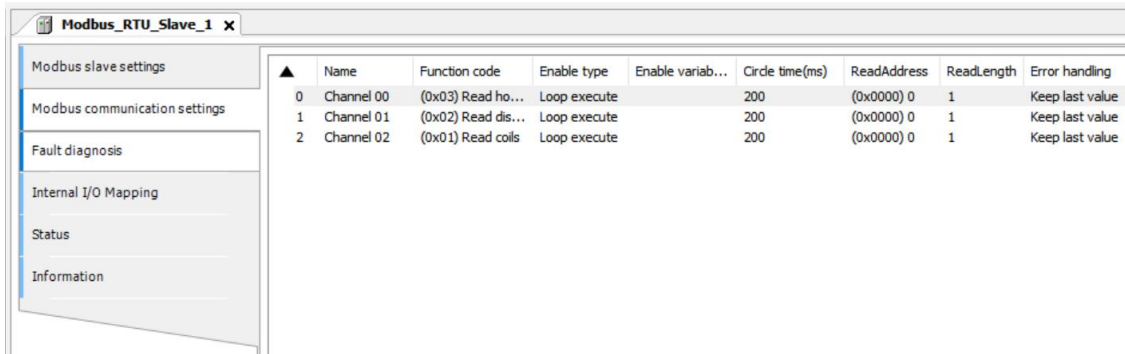 Modbus_RTU_Slave_1 X
Modbus slave settings
Modbus communication settings
Fault diagnosis
Internal I/O Mapping
Status
Information
Name Function code Enable type Enable variab... Circle time(ms) ReadAddress ReadLength Error handling
0 Channel 00 (0x03) Read ho... Loop execute 200 (0x0000) 0 1 Keep last value
1 Channel 01 (0x02) Read dis... Loop execute 200 (0x0000) 0 1 Keep last value
2 Channel 02 (0x01) Read coils Loop execute 200 (0x0000) 0 1 Keep last value